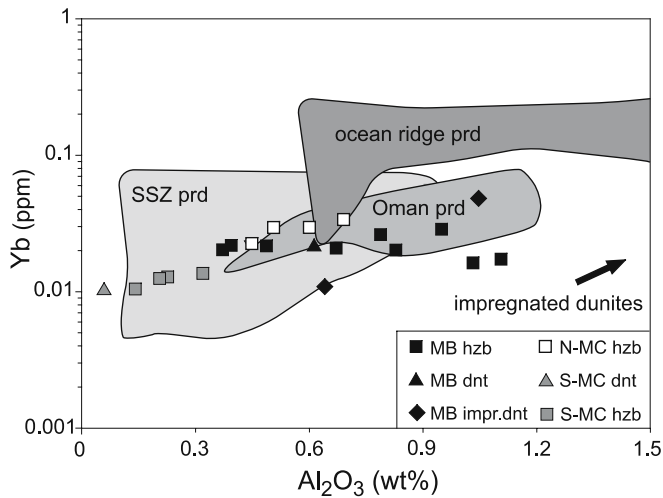 1
0.1
0.01
0.001
Yb (ppm)
ocean ridge prd
SSZ prd
Oman prd
impregnated dunites
MB hzb
N-MC hzb
MB dnt
S-MC dnt
MB impr.dnt
S-MC hzb
0
0.3
0.6
0.9
1.2
1.5
Al₂O₃ (wt%)